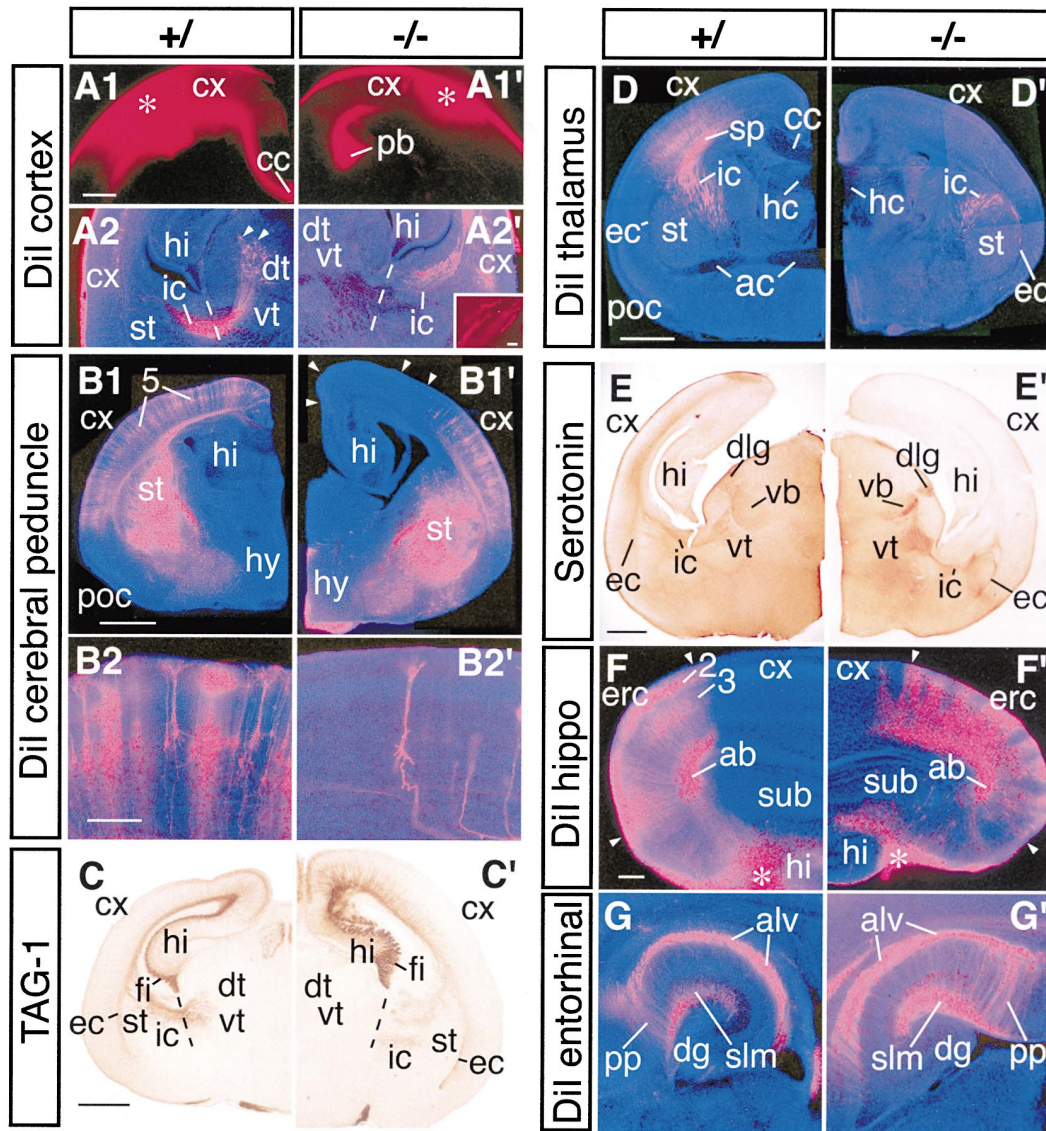 +/
-/-
+/
-/-
DiI cortex
A1
cx
*
cc
A1'
cx
*
pb
A2
cx
hi
dt
ic
st
vt
A2'
dt
hi
vt
cx
ic
DiI cerebral peduncle
B1
5
cx
hi
st
hy
poc
B1'
hi
st
hy
B2
B2'
TAG-1
C
cx
hi
fi
dt
ec
st
ic
vt
C'
cx
hi
fi
dt
vt
st
ic
ec
DiI thalamus
D
cx
sp
cc
ic
hc
ec
st
ac
poc
D'
cx
ic
hc
st
ec
Serotonin
E
cx
dlg
hi
vb
vt
ic
ec
E'
cx
dlg
vb
hi
vt
ic
ec
DiI hippo
F
2
3
cx
erc
ab
sub
hi
*
F'
cx
erc
ab
sub
hi
*
DiI entorhinal
G
alv
pp
dg
slm
G'
alv
slm
dg
pp